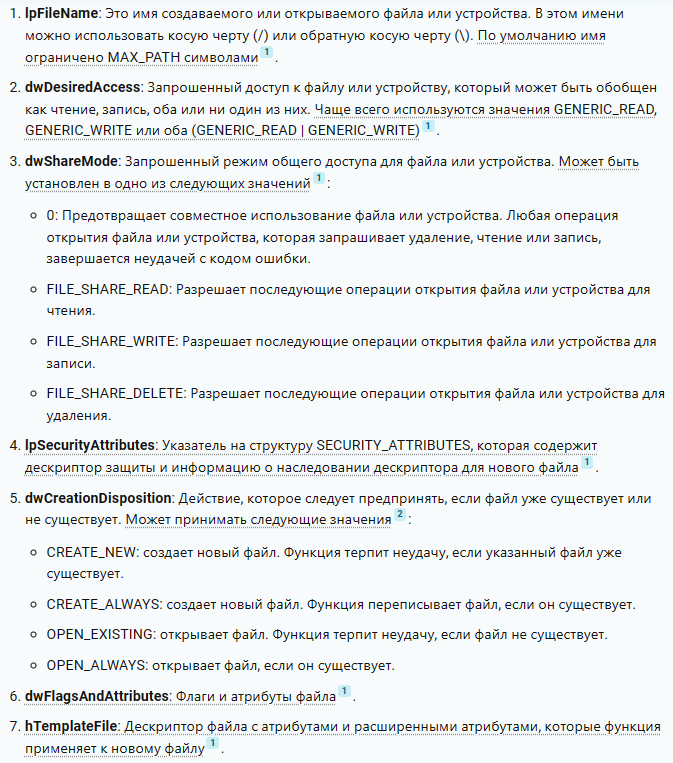 1. lpFileName: Это имя создаваемого или открываемого файла или устройства. В этом имени
можно использовать косую черту (/) или обратную косую черту (\). По умолчанию имя
ограничено MAX_PATH символами 1 .
2. dwDesiredAccess: Запрошенный доступ к файлу или устройству, который может быть обобщен
как чтение, запись, оба или ни один из них. Чаще всего используются значения GENERIC_READ,
GENERIC_WRITE или оба (GENERIC_READ | GENERIC_WRITE) 1 .
3. dwShareMode: Запрошенный режим общего доступа для файла или устройства. Может быть
установлен в одно из следующих значений 1 :
○ 0: Предотвращает совместное использование файла или устройства. Любая операция
открытия файла или устройства, которая запрашивает удаление, чтение или запись,
завершается неудачей с кодом ошибки.
○ FILE_SHARE_READ: Разрешает последующие операции открытия файла или устройства для
чтения.
○ FILE_SHARE_WRITE: Разрешает последующие операции открытия файла или устройства для
записи.
○ FILE_SHARE_DELETE: Разрешает последующие операции открытия файла или устройства для
удаления.
4. lpSecurityAttributes: Указатель на структуру SECURITY_ATTRIBUTES, которая содержит
дескриптор защиты и информацию о наследовании дескриптора для нового файла 1 .
5. dwCreationDisposition: Действие, которое следует предпринять, если файл уже существует или
не существует. Может принимать следующие значения 2 :
○ CREATE_NEW: создает новый файл. Функция терпит неудачу, если указанный файл уже
существует.
○ CREATE_ALWAYS: создает новый файл. Функция переписывает файл, если он существует.
○ OPEN_EXISTING: открывает файл. Функция терпит неудачу, если файл не существует.
○ OPEN_ALWAYS: открывает файл, если он существует.
6. dwFlagsAndAttributes: Флаги и атрибуты файла 1 .
7. hTemplateFile: Дескриптор файла с атрибутами и расширенными атрибутами, которые функция
применяет к новому файлу 1 .